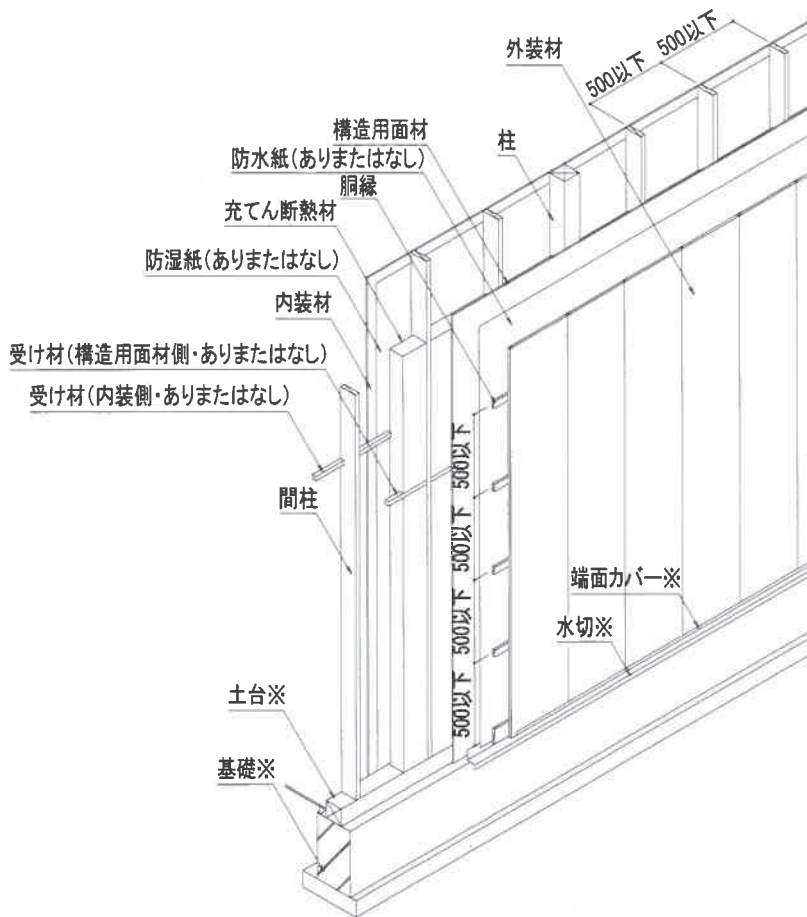 500以下
500以下
外装材
構造用面材
柱
防水紙(ありまたはなし)
胴縁
充てん断熱材
防湿紙(ありまたはなし)
内装材
受け材(構造用面材側・ありまたはなし)
受け材(内装側・ありまたはなし)
間柱
500以下
500以下
500以下
500以下
端面カバー※
水切※
土台※
基礎※